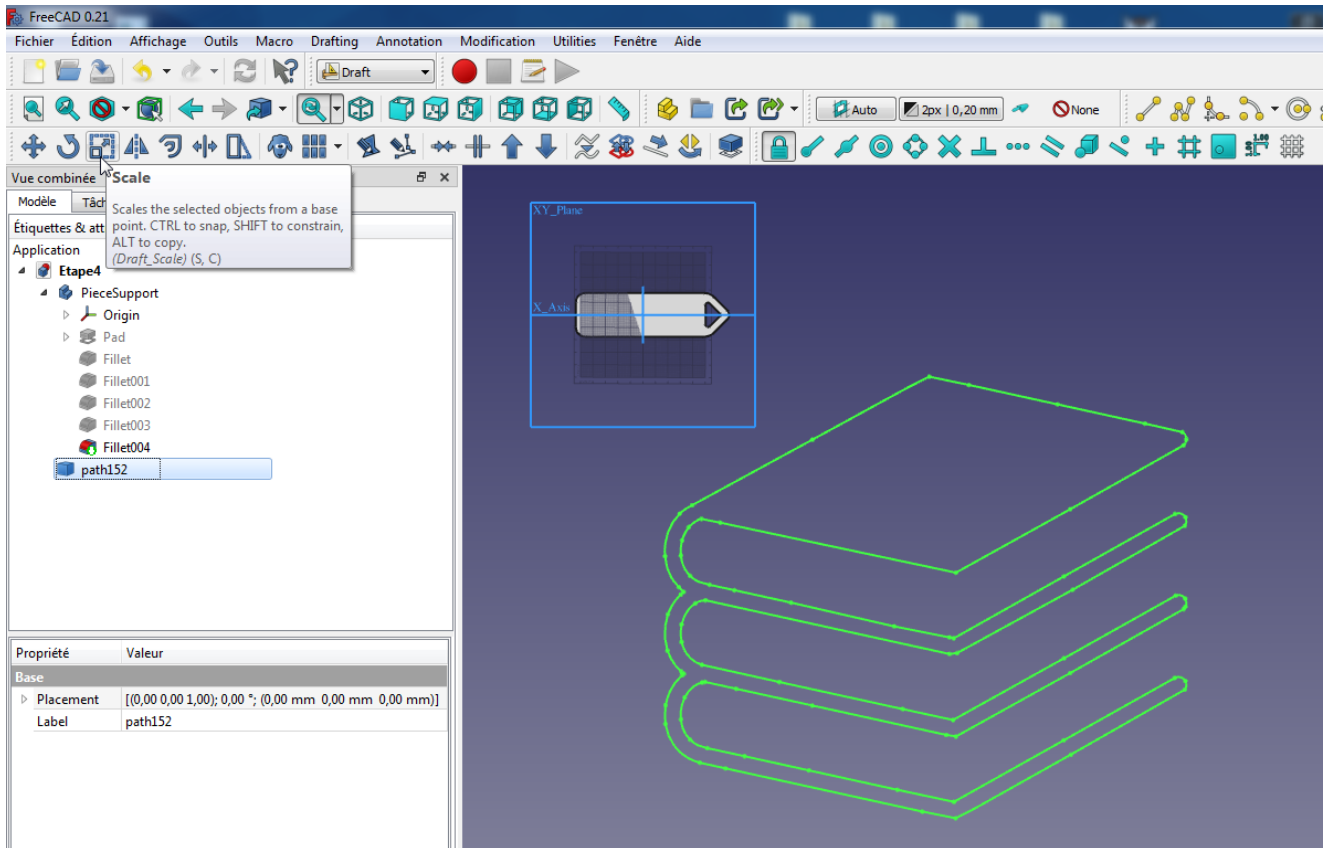 FreeCAD 0.21
Fichier Édition Affichage Outils Macro Drafting Annotation Modification Utilities Fenêtre Aide
Draft
Auto 2px | 0,20 mm None
Vue combinée
Scale
Modèle Tâch
Scales the selected objects from a base
Étiquettes & att
point. CTRL to snap, SHIFT to constrain,
ALT to copy.
Application
(Draft_Scale) (S, C)
Etape4
PieceSupport
Origin
Pad
Fillet
Fillet001
Fillet002
Fillet003
Fillet004
path152
XY_Plane
X_Axis
Propriété Valeur
Base
Placement [(0,00 0,00 1,00); 0,00 °; (0,00 mm 0,00 mm 0,00 mm)]
Label path152